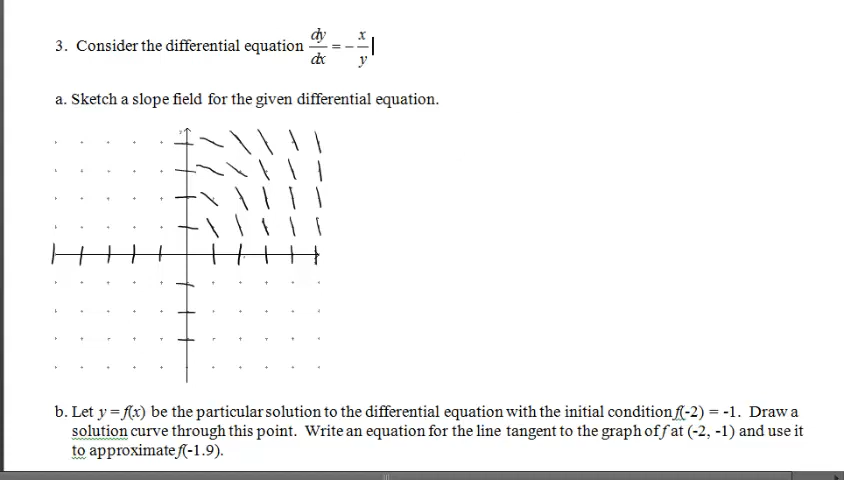 3. Consider the differential equation dy/dx = − x/y
a. Sketch a slope field for the given differential equation.
b. Let y = f(x) be the particular solution to the differential equation with the initial condition f(-2) = -1. Draw a
solution curve through this point. Write an equation for the line tangent to the graph of f at (-2, -1) and use it
to approximate f(-1.9).